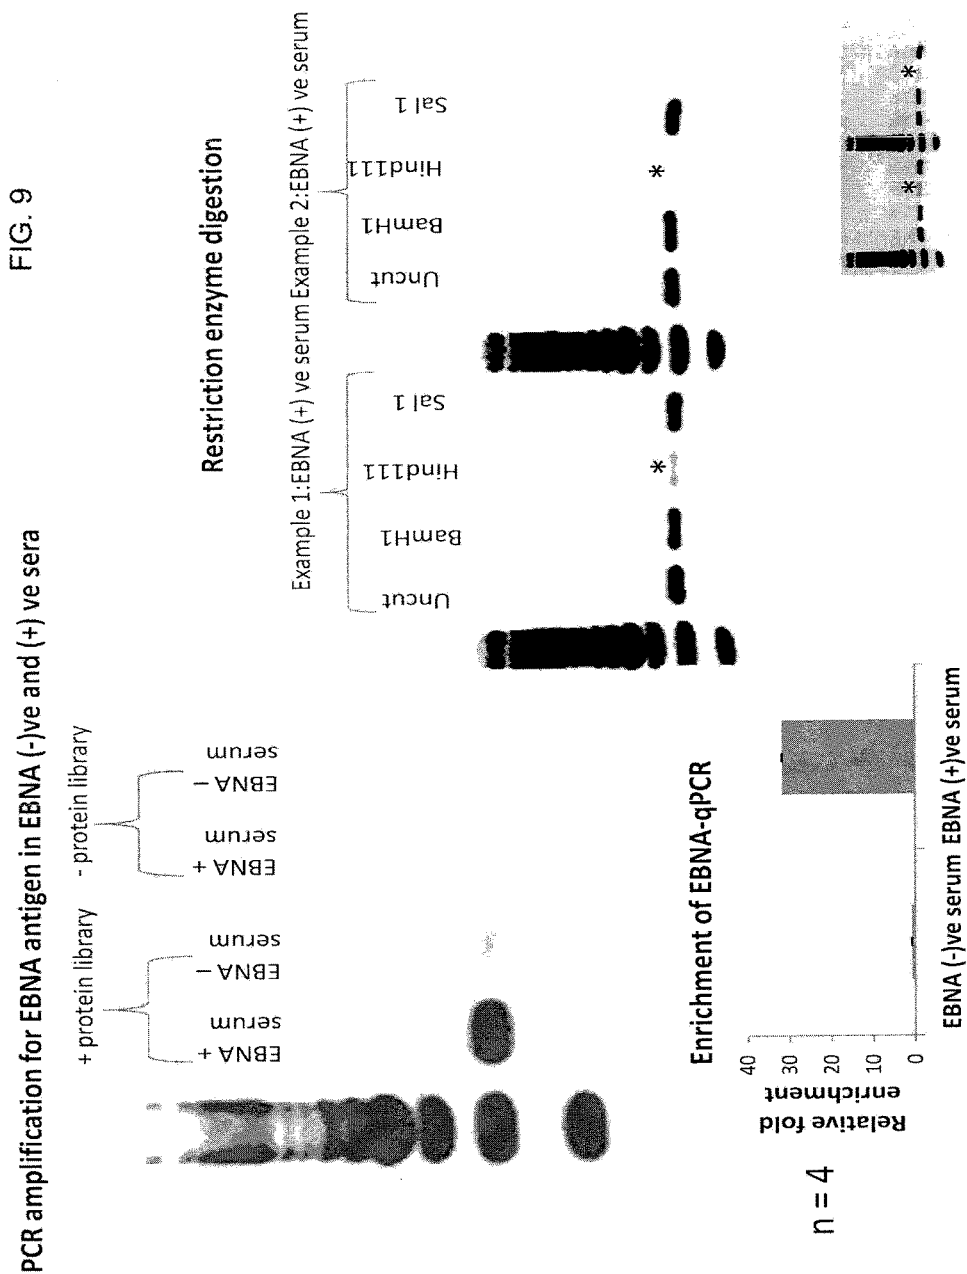 FIG. 9
PCR amplification for EBNA antigen in EBNA (-)ve and (+) ve sera
+ protein library
- protein library
EBNA +
serum
EBNA –
serum
EBNA +
serum
EBNA –
serum
Restriction enzyme digestion
Example 1:EBNA (+) ve serum Example 2:EBNA (+) ve serum
Uncut
BamH1
Hind111
Sal 1
Uncut
BamH1
Hind111
Sal 1
*
*
Enrichment of EBNA-qPCR
Relative fold
enrichment
40
30
20
10
0
EBNA (-)ve serum EBNA (+)ve serum
n = 4
*
*